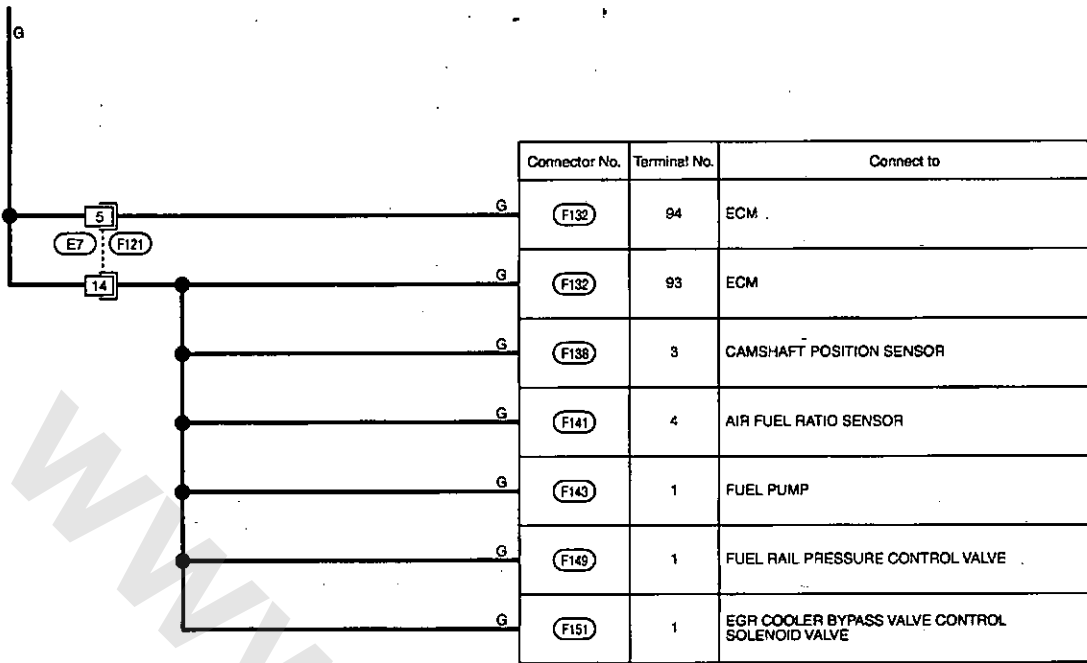 G
Connector No. Terminal No. Connect to
5 G F132 94 ECM
E7 F121
14 G F132 93 ECM
G F138 3 CAMSHAFT POSITION SENSOR
G F141 4 AIR FUEL RATIO SENSOR
G F143 1 FUEL PUMP
G F149 1 FUEL RAIL PRESSURE CONTROL VALVE
G F151 1 EGR COOLER BYPASS VALVE CONTROL
SOLENOID VALVE
WW